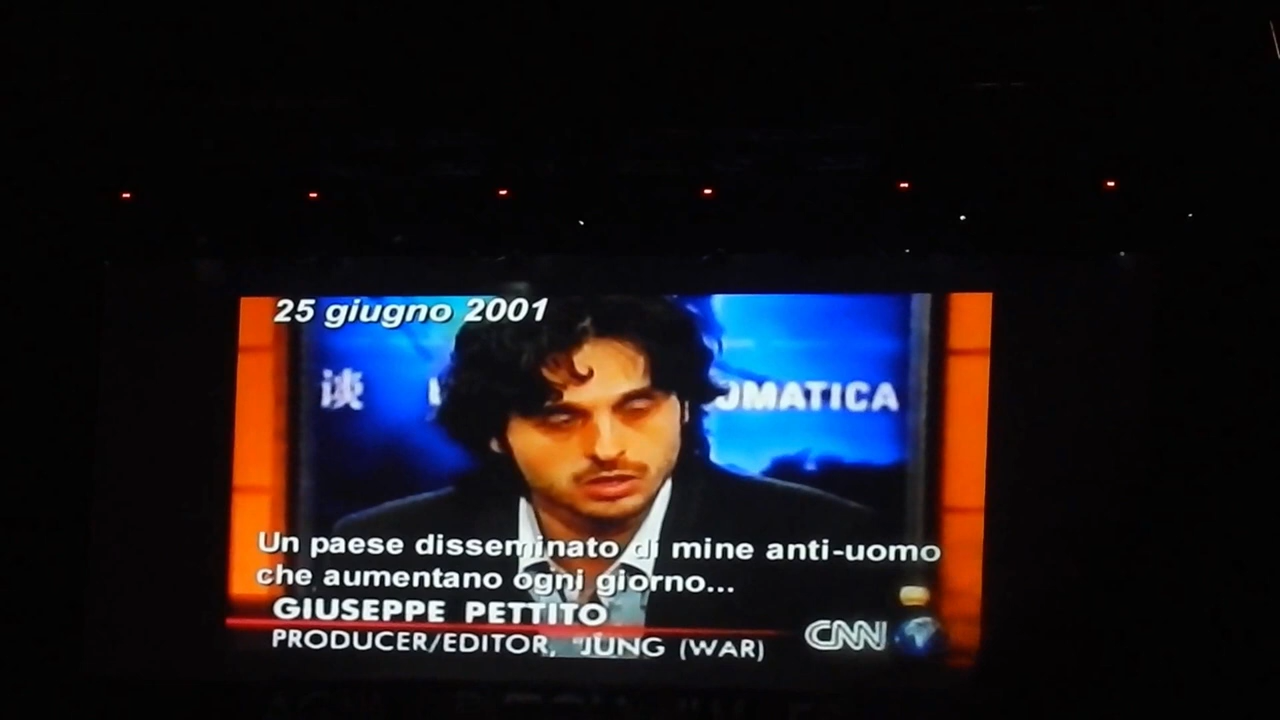 25 giugno 2001
谈
OMATICA
Un paese disseminato di mine anti-uomo
che aumentano ogni giorno...
GIUSEPPE PETTITO
PRODUCER/EDITOR, "JUNG (WAR)
CNN